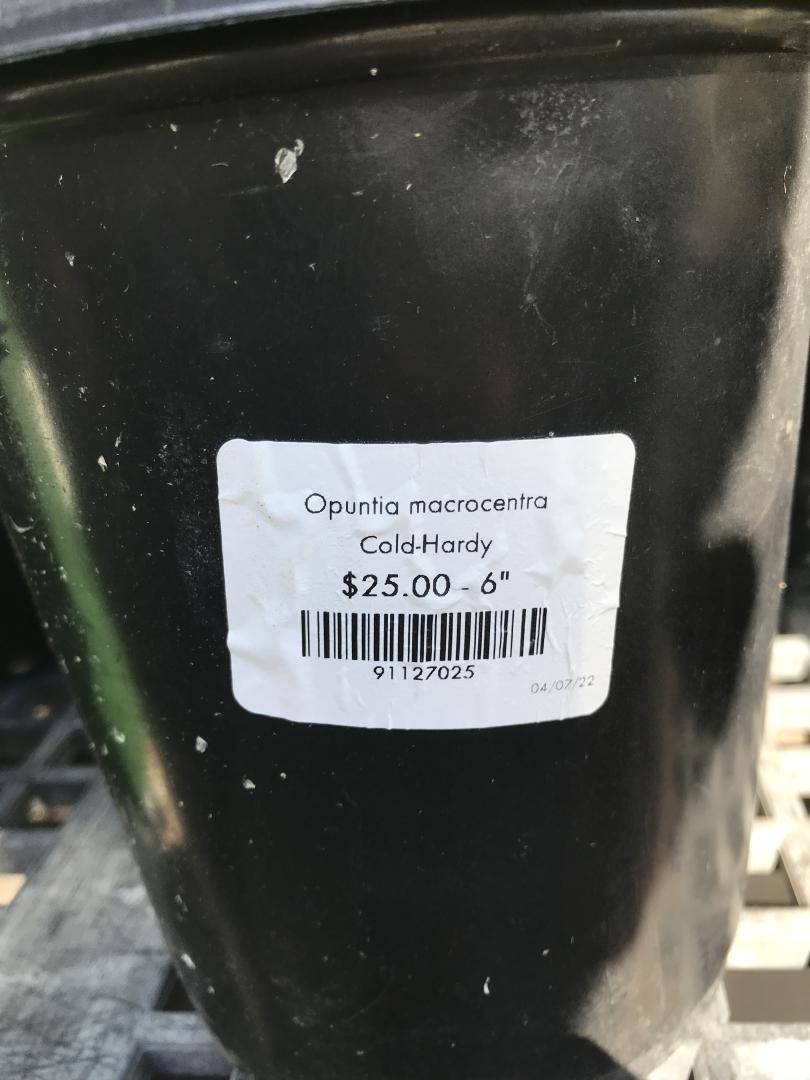 Opuntia macrocentra
Cold-Hardy
$25.00 - 6"
91127025
04/07/22